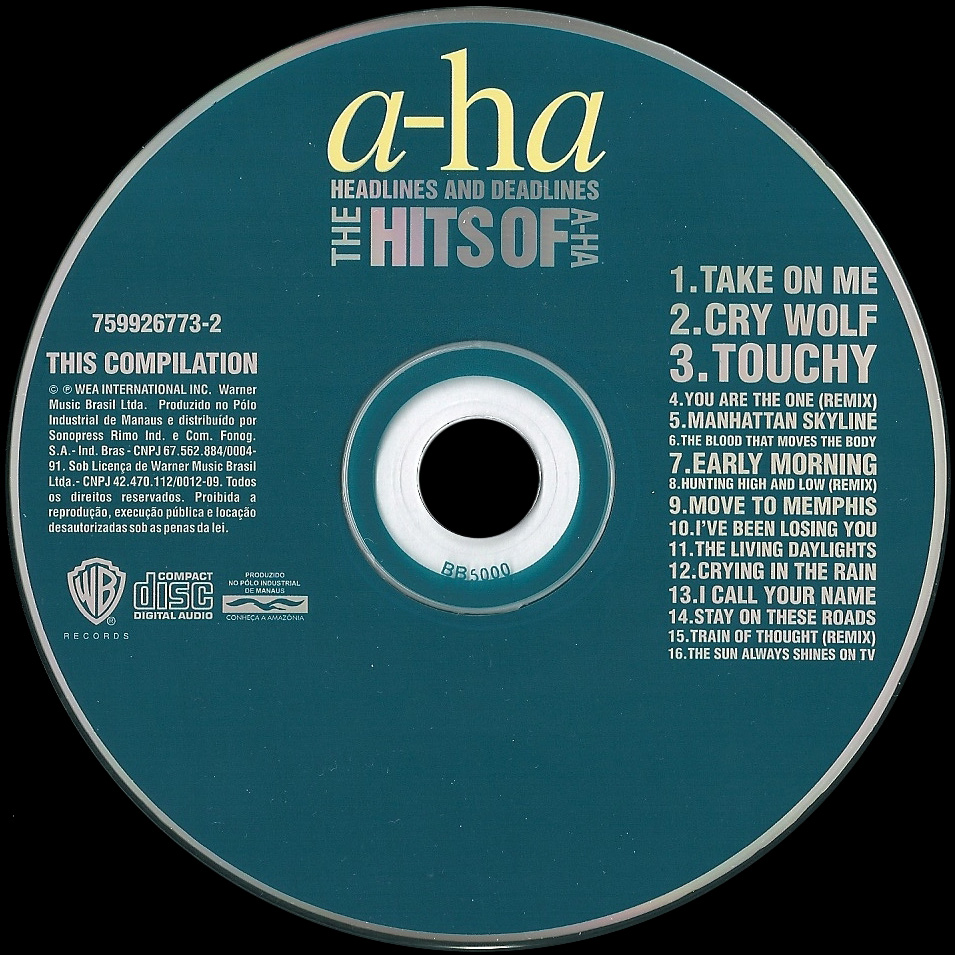 a-ha
HEADLINES AND DEADLINES
THE HITS OF A-HA
759926773-2
THIS COMPILATION
© ℗ WEA INTERNATIONAL INC. Warner
Music Brasil Ltda. Produzido no Pólo
Industrial de Manaus e distribuído por
Sonopress Rimo Ind. e Com. Fonog.
S.A.- Ind. Bras - CNPJ 67.562.884/0004-
91. Sob Licença de Warner Music Brasil
Ltda.- CNPJ 42.470.112/0012-09. Todos
os direitos reservados. Proibida a
reprodução, execução pública e locação
desautorizadas sob as penas da lei.
WB
®
RECORDS
COMPACT
disc
DIGITAL AUDIO
PRODUZIDO
NO PÓLO INDUSTRIAL
DE MANAUS
CONHEÇA A AMAZÔNIA
BB5000
1.TAKE ON ME
2.CRY WOLF
3.TOUCHY
4.YOU ARE THE ONE (REMIX)
5.MANHATTAN SKYLINE
6.THE BLOOD THAT MOVES THE BODY
7.EARLY MORNING
8.HUNTING HIGH AND LOW (REMIX)
9.MOVE TO MEMPHIS
10.I'VE BEEN LOSING YOU
11.THE LIVING DAYLIGHTS
12.CRYING IN THE RAIN
13.I CALL YOUR NAME
14.STAY ON THESE ROADS
15.TRAIN OF THOUGHT (REMIX)
16.THE SUN ALWAYS SHINES ON TV